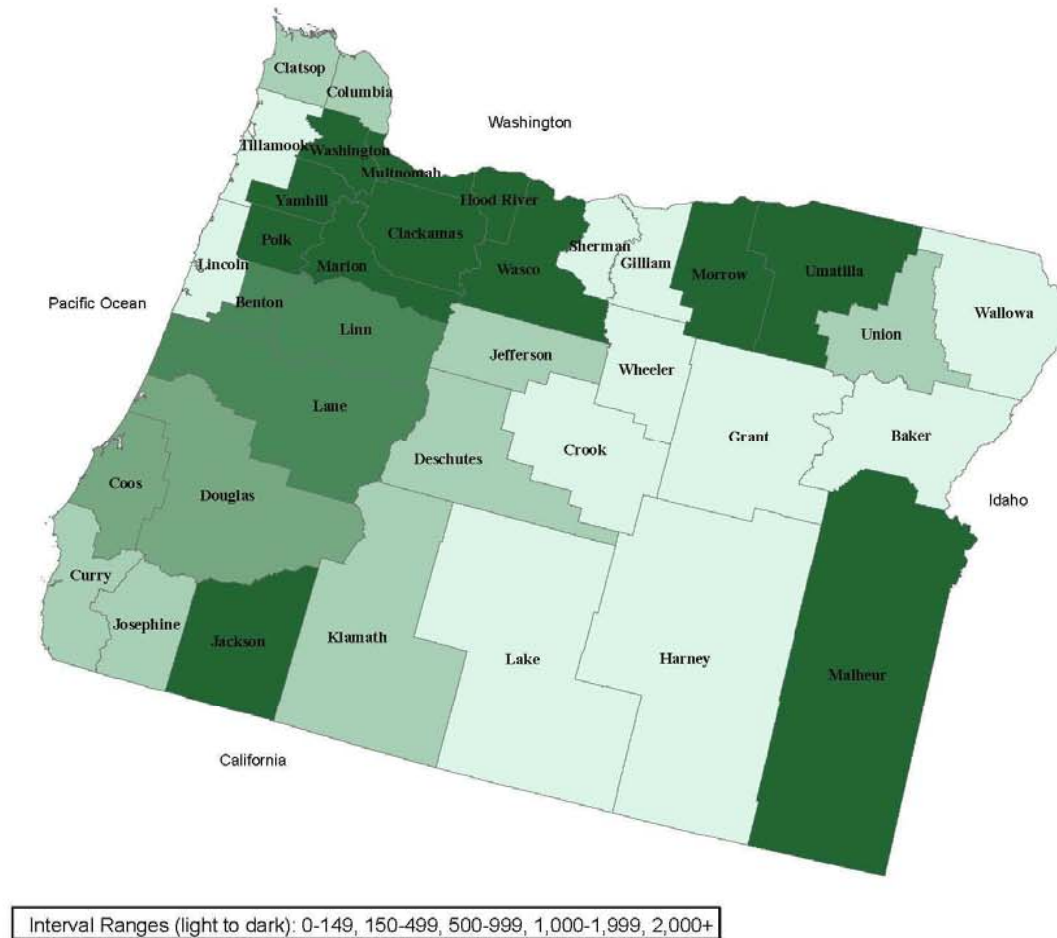 Clatsop
Columbia
Washington
Tillamook
Washington
Multnomah
Yamhill
Hood River
Clackamas
Polk
Marion
Wasco
Sherman
Gilliam
Morrow
Umatilla
Wallowa
Lincoln
Pacific Ocean
Benton
Linn
Jefferson
Union
Wheeler
Lane
Grant
Baker
Crook
Deschutes
Coos
Douglas
Idaho
Curry
Josephine
Jackson
Klamath
Lake
Harney
Malheur
California
Interval Ranges (light to dark): 0-149, 150-499, 500-999, 1,000-1,999, 2,000+